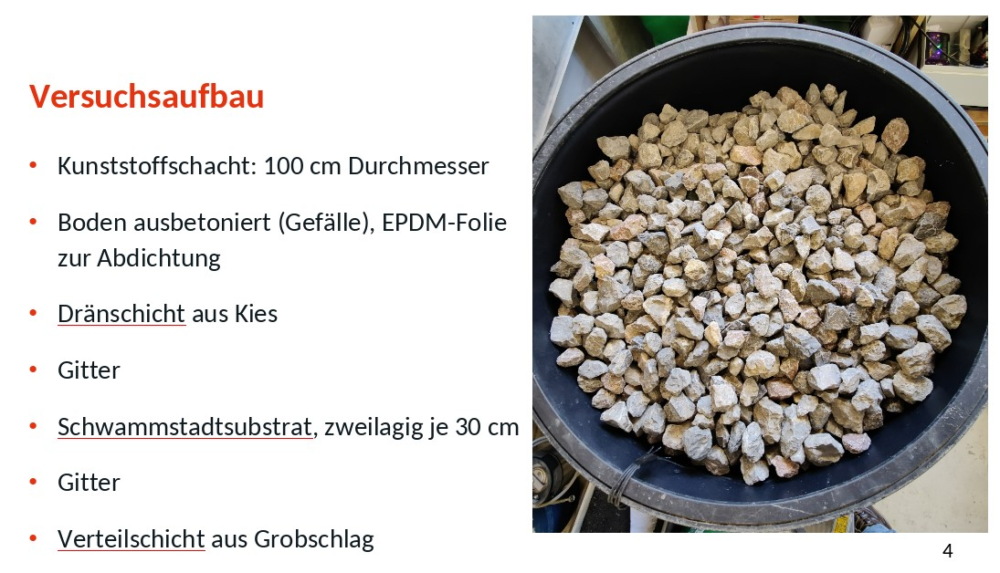 Versuchsaufbau
• Kunststoffschacht: 100 cm Durchmesser
• Boden ausbetoniert (Gefälle), EPDM-Folie
zur Abdichtung
• Dränschicht aus Kies
• Gitter
• Schwammstadtsubstrat, zweilagig je 30 cm
• Gitter
• Verteilschicht aus Grobschlag
4